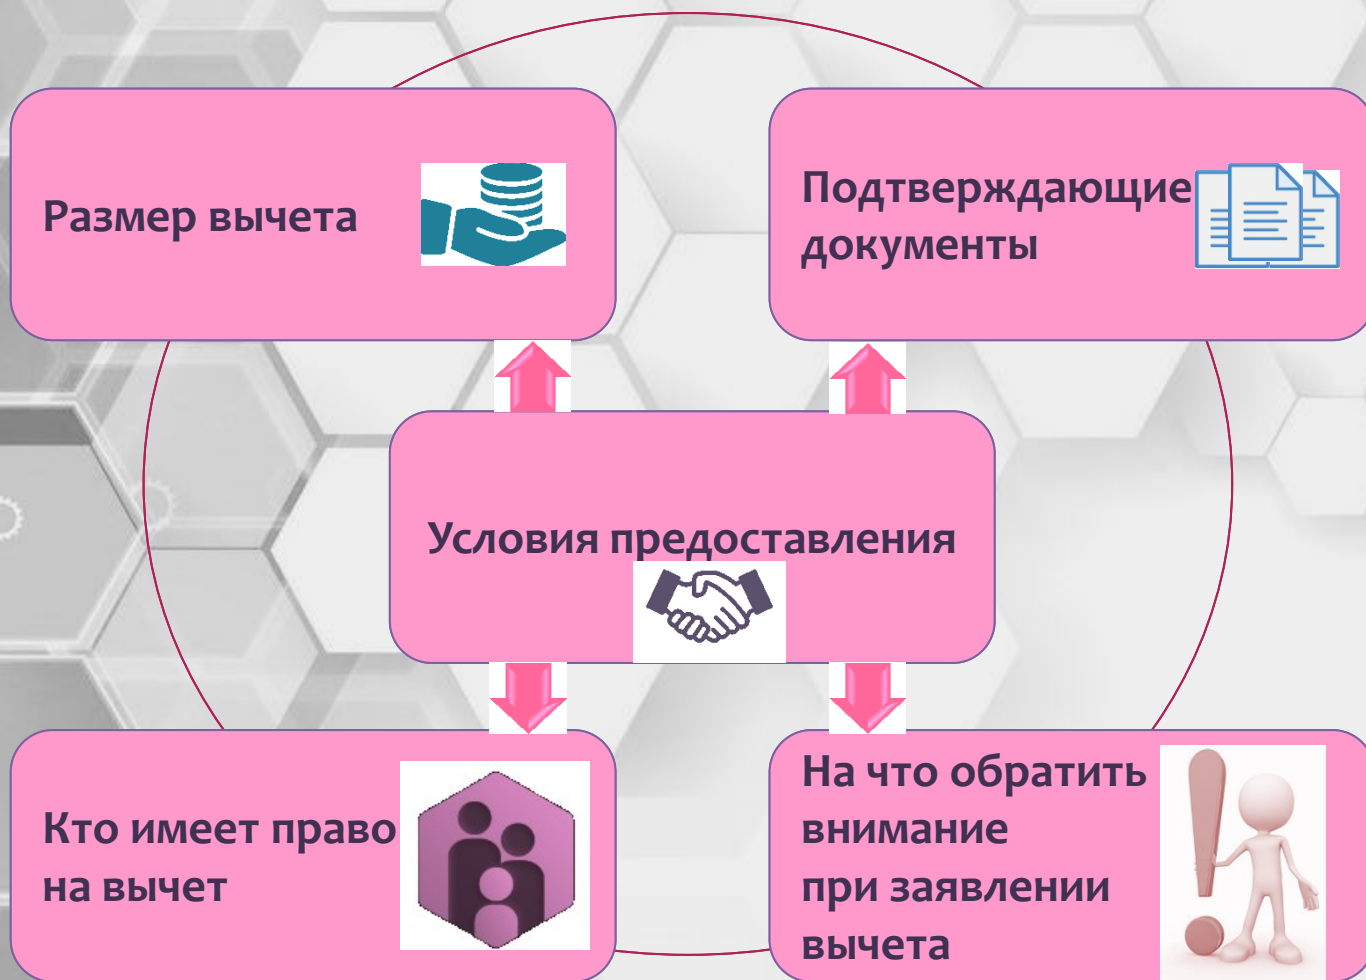 Размер вычета
Подтверждающие
документы
Условия предоставления
Кто имеет право
на вычет
На что обратить
внимание
при заявлении
вычета